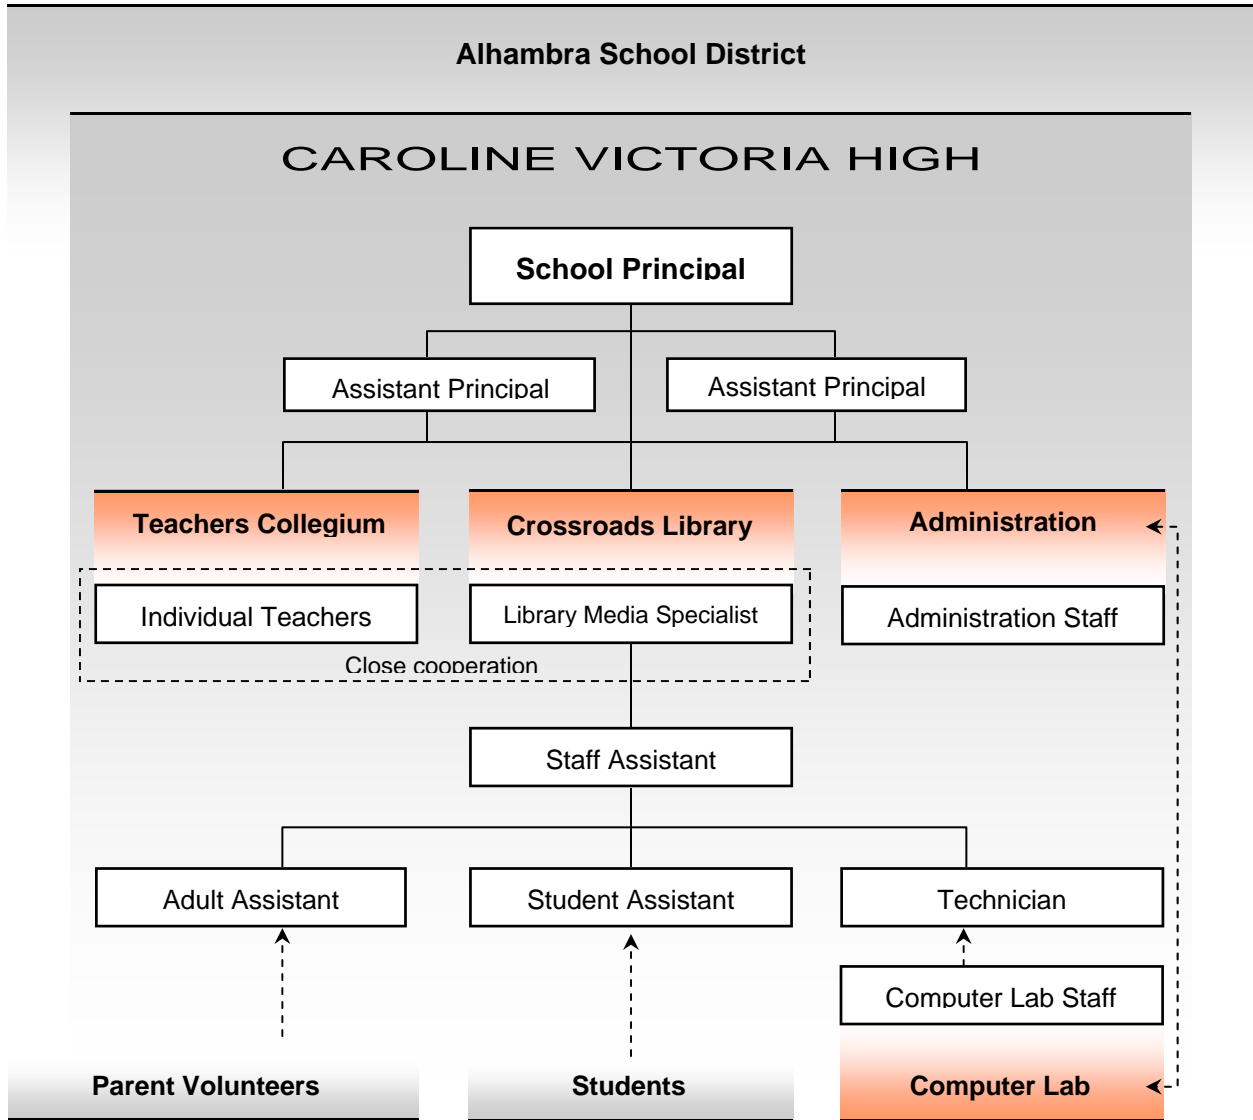 Alhambra School District
CAROLINE VICTORIA HIGH
School Principal
Assistant Principal
Assistant Principal
Teachers Collegium
Crossroads Library
Administration
Individual Teachers
Library Media Specialist
Administration Staff
Close cooperation
Staff Assistant
Adult Assistant
Student Assistant
Technician
Computer Lab Staff
Parent Volunteers
Students
Computer Lab